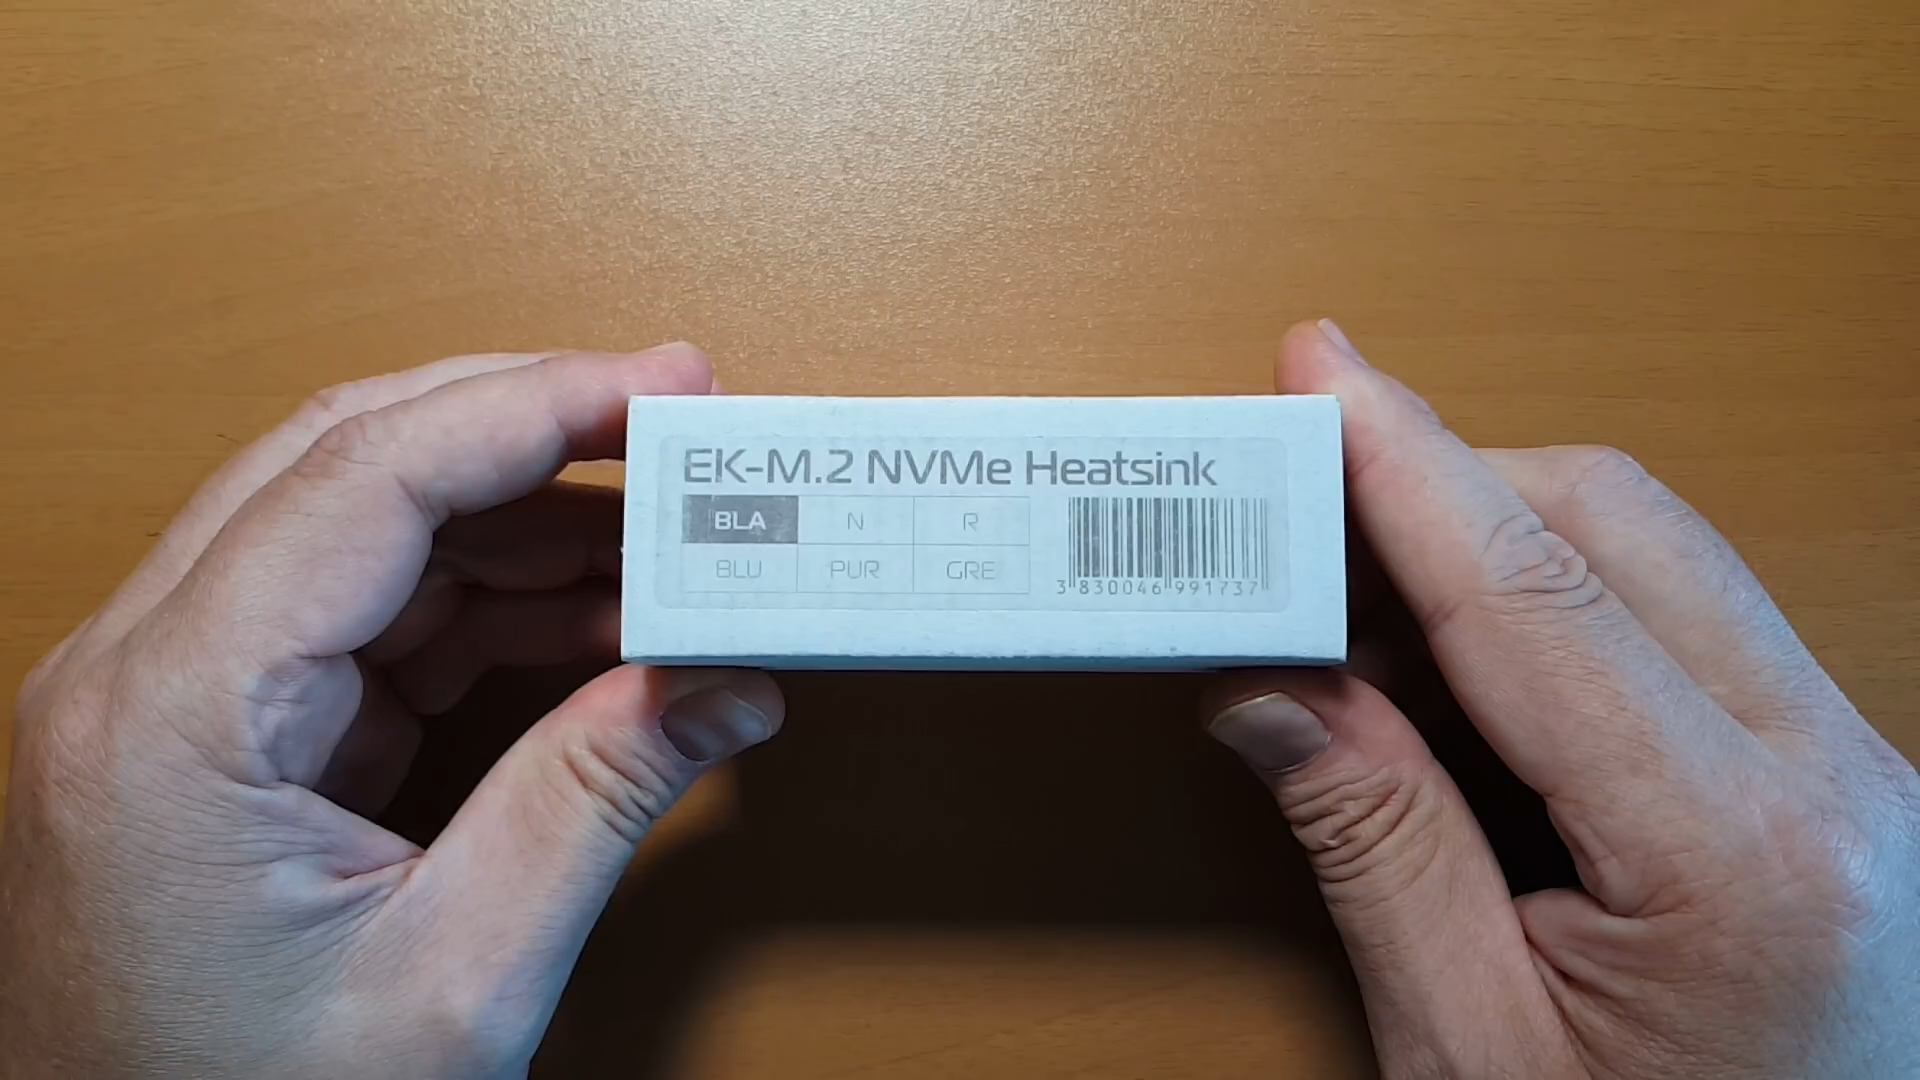 EK-M.2 NVMe Heatsink
BLA N R
BLU PUR GRE
3 830046 991737